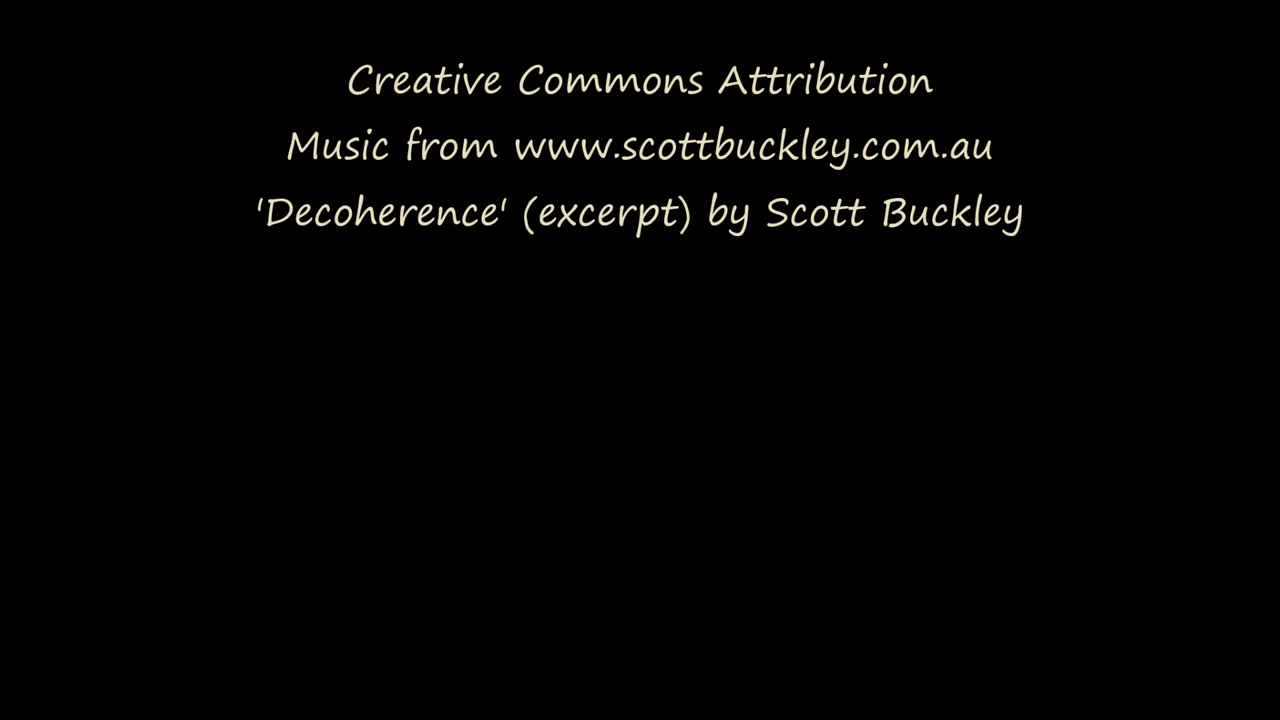 Creative Commons Attribution
Music from www.scottbuckley.com.au
'Decoherence' (excerpt) by Scott Buckley